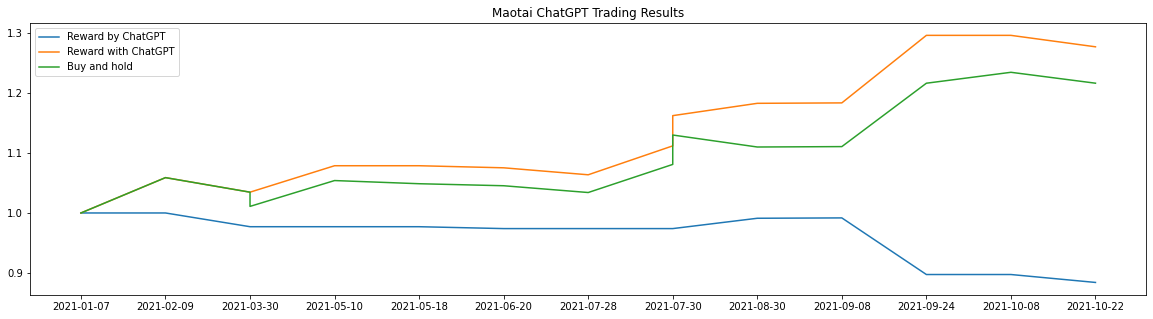 Maotai ChatGPT Trading Results
Reward by ChatGPT
Reward with ChatGPT
Buy and hold
1.3
1.2
1.1
1.0
0.9
2021-01-07 2021-02-09 2021-03-30 2021-05-10 2021-05-18 2021-06-20 2021-07-28 2021-07-30 2021-08-30 2021-09-08 2021-09-24 2021-10-08 2021-10-22